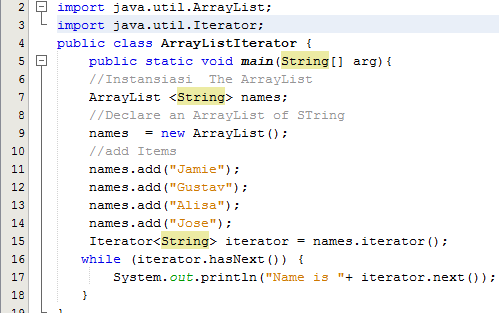 2 import java.util.ArrayList;
3 import java.util.Iterator;
4 public class ArrayListIterator {
5 public static void main(String[] arg){
6 //Instansiasi  The ArrayList
7 ArrayList <String> names;
8 //Declare an ArrayList of STring
9 names  = new ArrayList();
10 //add Items
11 names.add("Jamie");
12 names.add("Gustav");
13 names.add("Alisa");
14 names.add("Jose");
15 Iterator<String> iterator = names.iterator();
16 while (iterator.hasNext()) {
17 System.out.println("Name is "+ iterator.next());
18 }
19 }